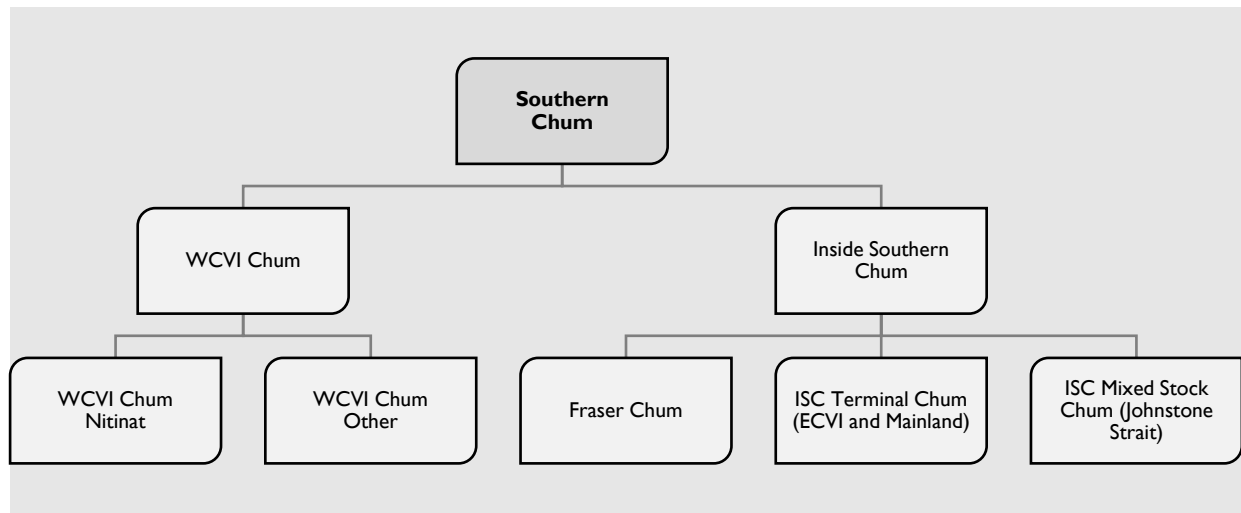 Southern
Chum
WCVI Chum
Inside Southern
Chum
WCVI Chum
Nitinat
WCVI Chum
Other
Fraser Chum
ISC Terminal Chum
(ECVI and Mainland)
ISC Mixed Stock
Chum (Johnstone
Strait)